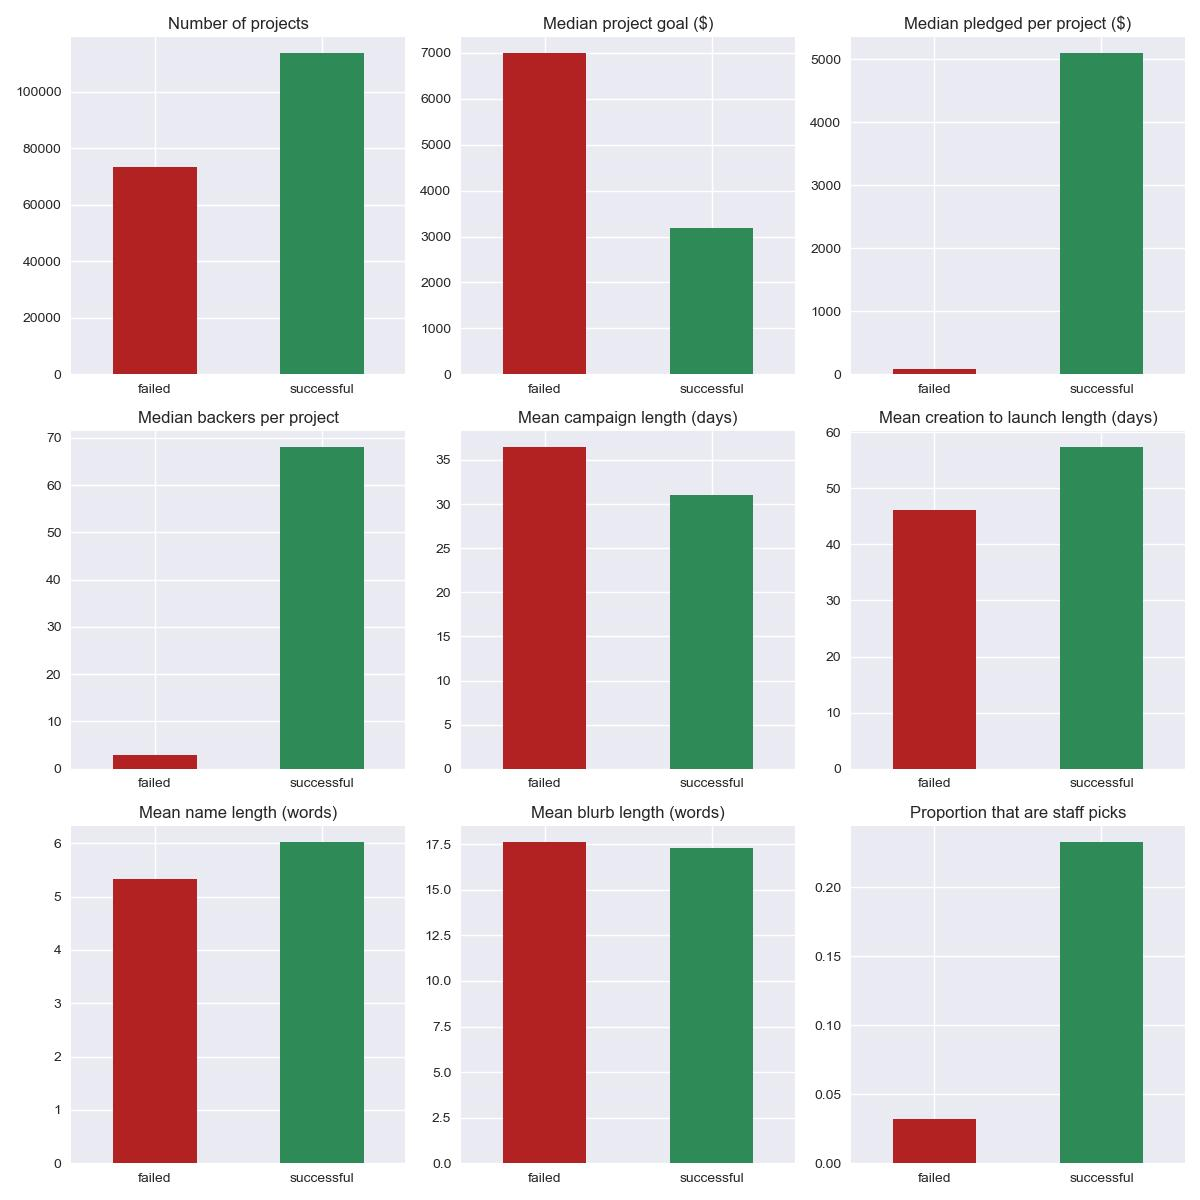 Number of projects
100000
80000
60000
40000
20000
0
failed
successful
Median project goal ($)
7000
6000
5000
4000
3000
2000
1000
0
failed
successful
Median pledged per project ($)
5000
4000
3000
2000
1000
0
failed
successful
Median backers per project
70
60
50
40
30
20
10
0
failed
successful
Mean campaign length (days)
35
30
25
20
15
10
5
0
failed
successful
Mean creation to launch length (days)
60
50
40
30
20
10
0
failed
successful
Mean name length (words)
6
5
4
3
2
1
0
failed
successful
Mean blurb length (words)
17.5
15.0
12.5
10.0
7.5
5.0
2.5
0.0
failed
successful
Proportion that are staff picks
0.20
0.15
0.10
0.05
0.00
failed
successful